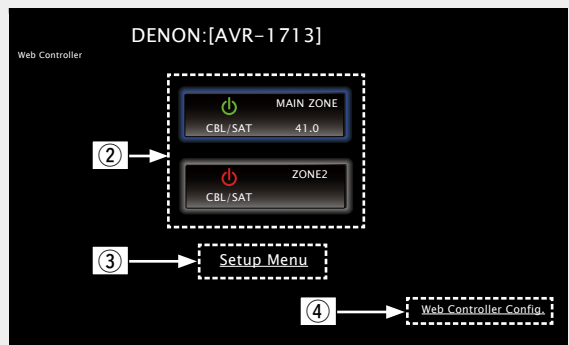 DENON:[AVR-1713]
Web Controller
MAIN ZONE
CBL/SAT 41.0
②
ZONE2
CBL/SAT
③ Setup Menu
④ Web Controller Config.